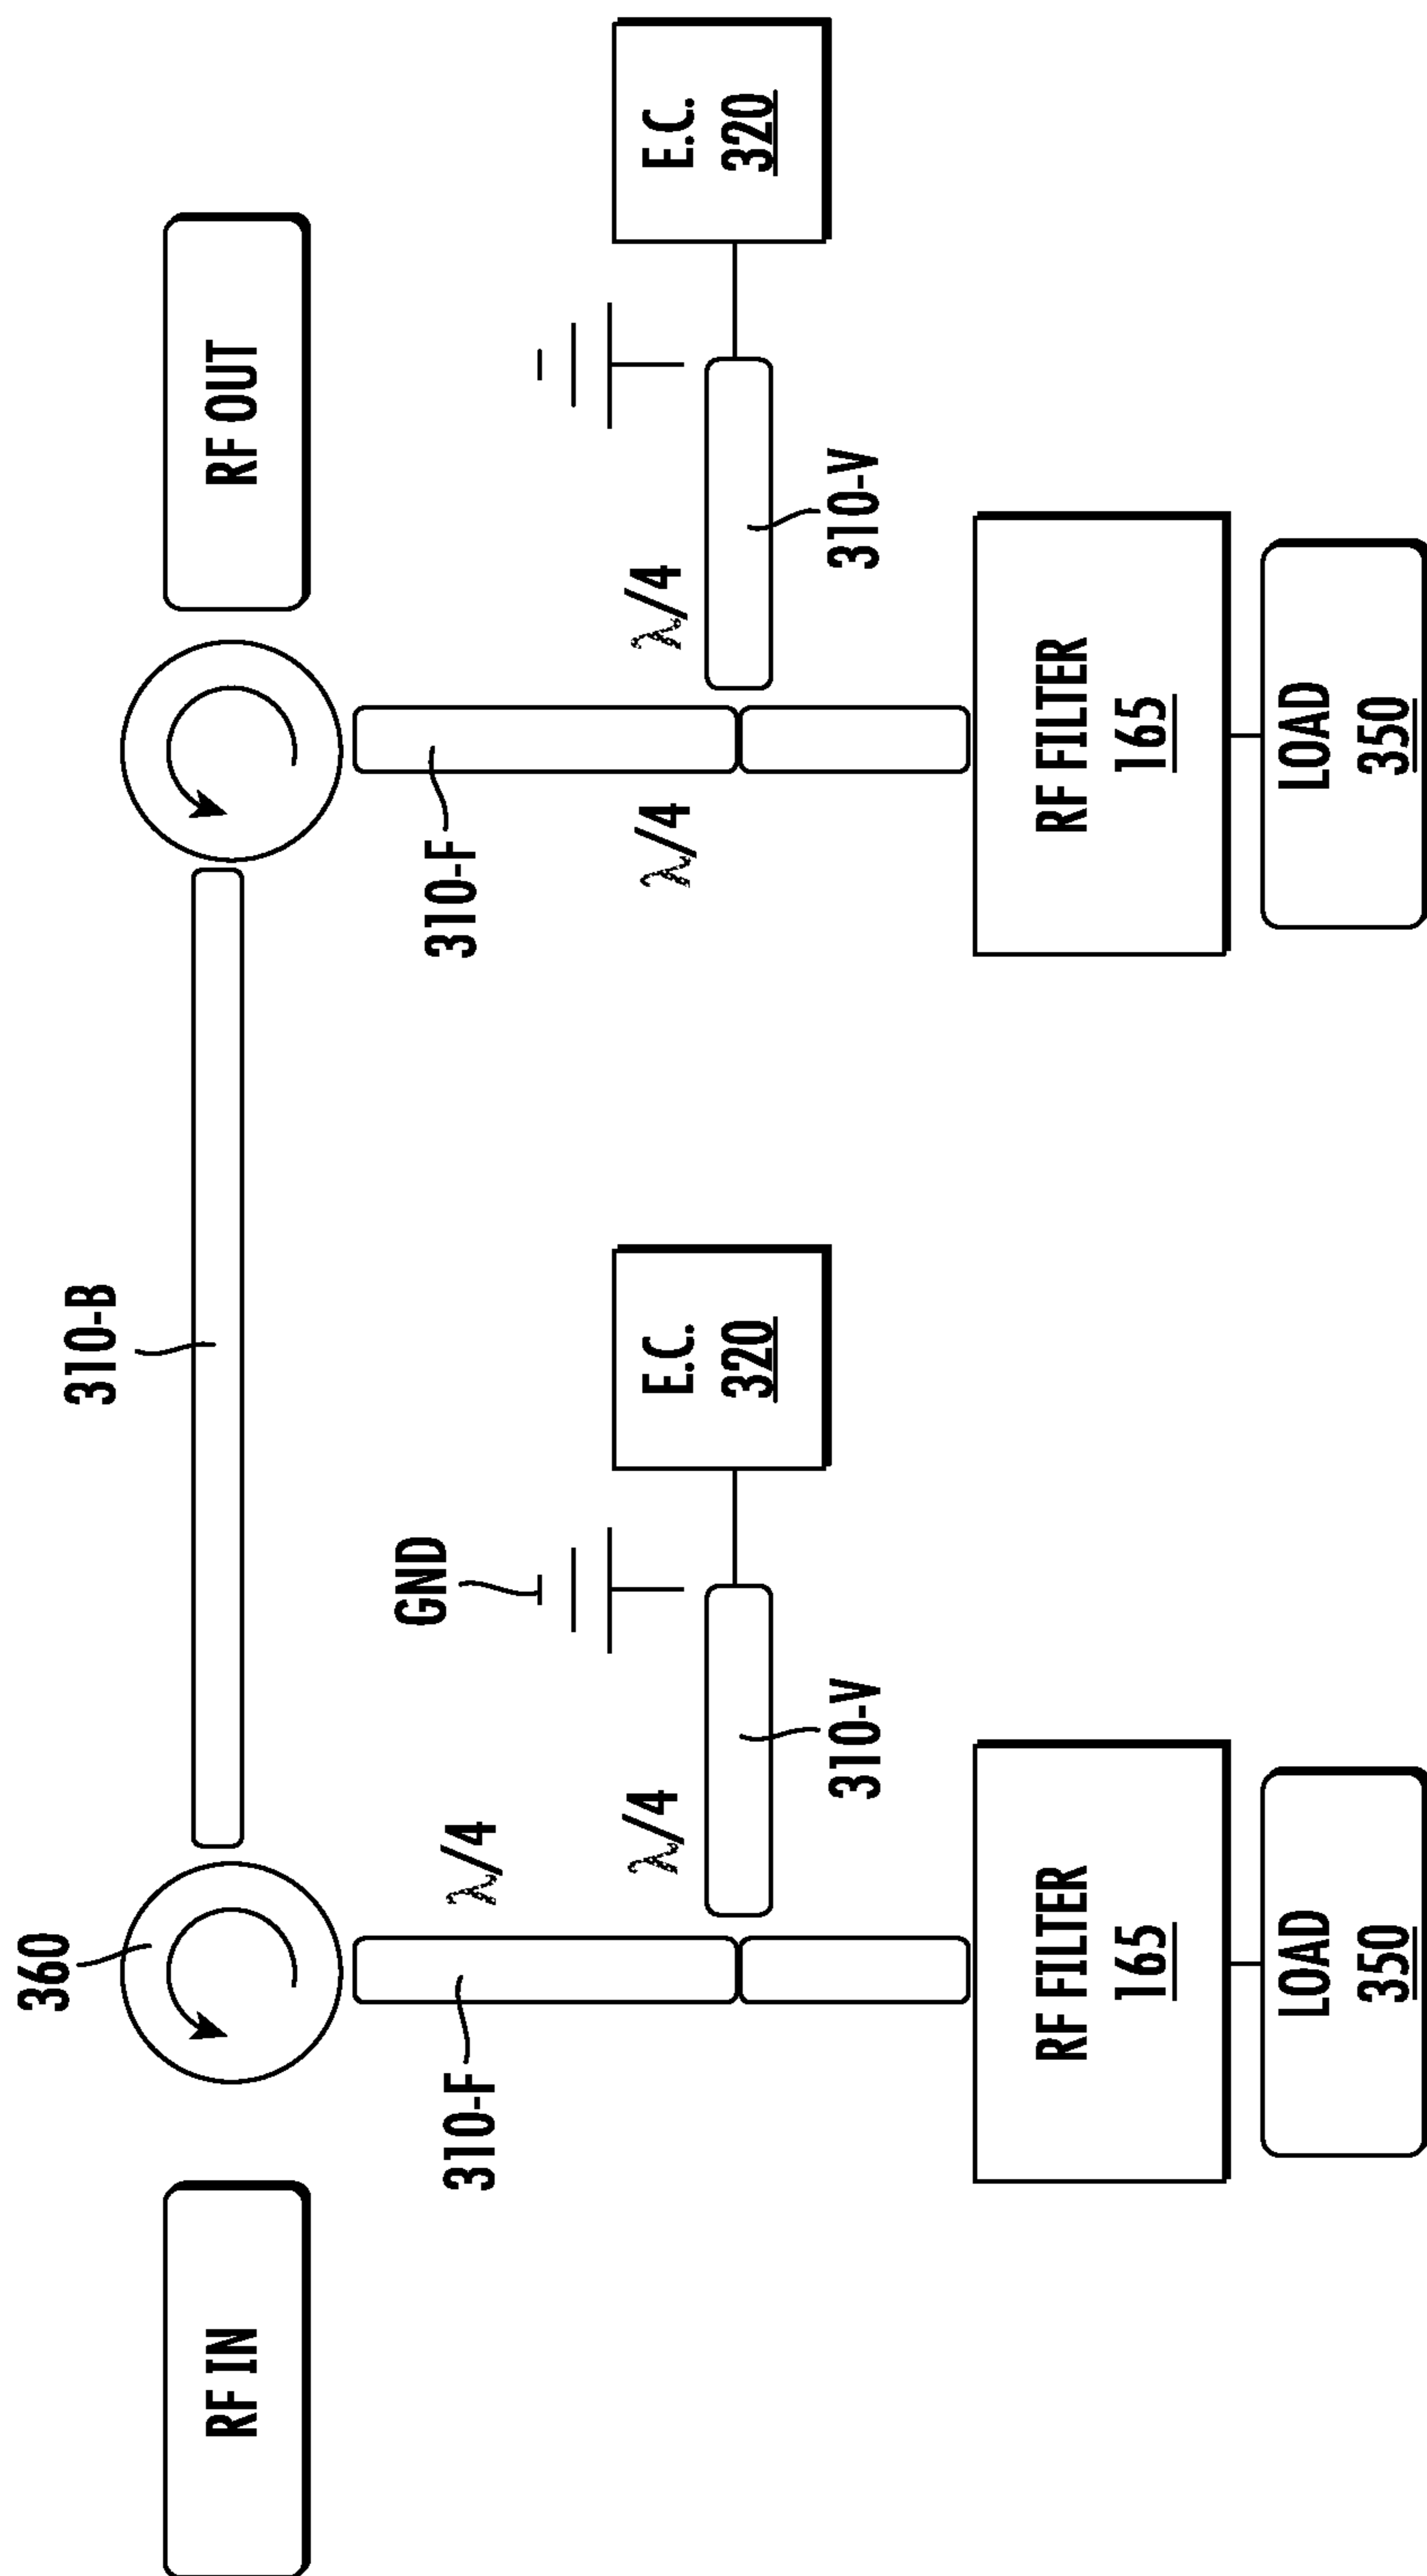 360
310-B
RF IN
RF OUT
310-F
λ/4
GND
310-F
λ/4
λ/4
E.C.
320
λ/4
E.C.
320
310-V
310-V
RF FILTER
165
RF FILTER
165
LOAD
350
LOAD
350